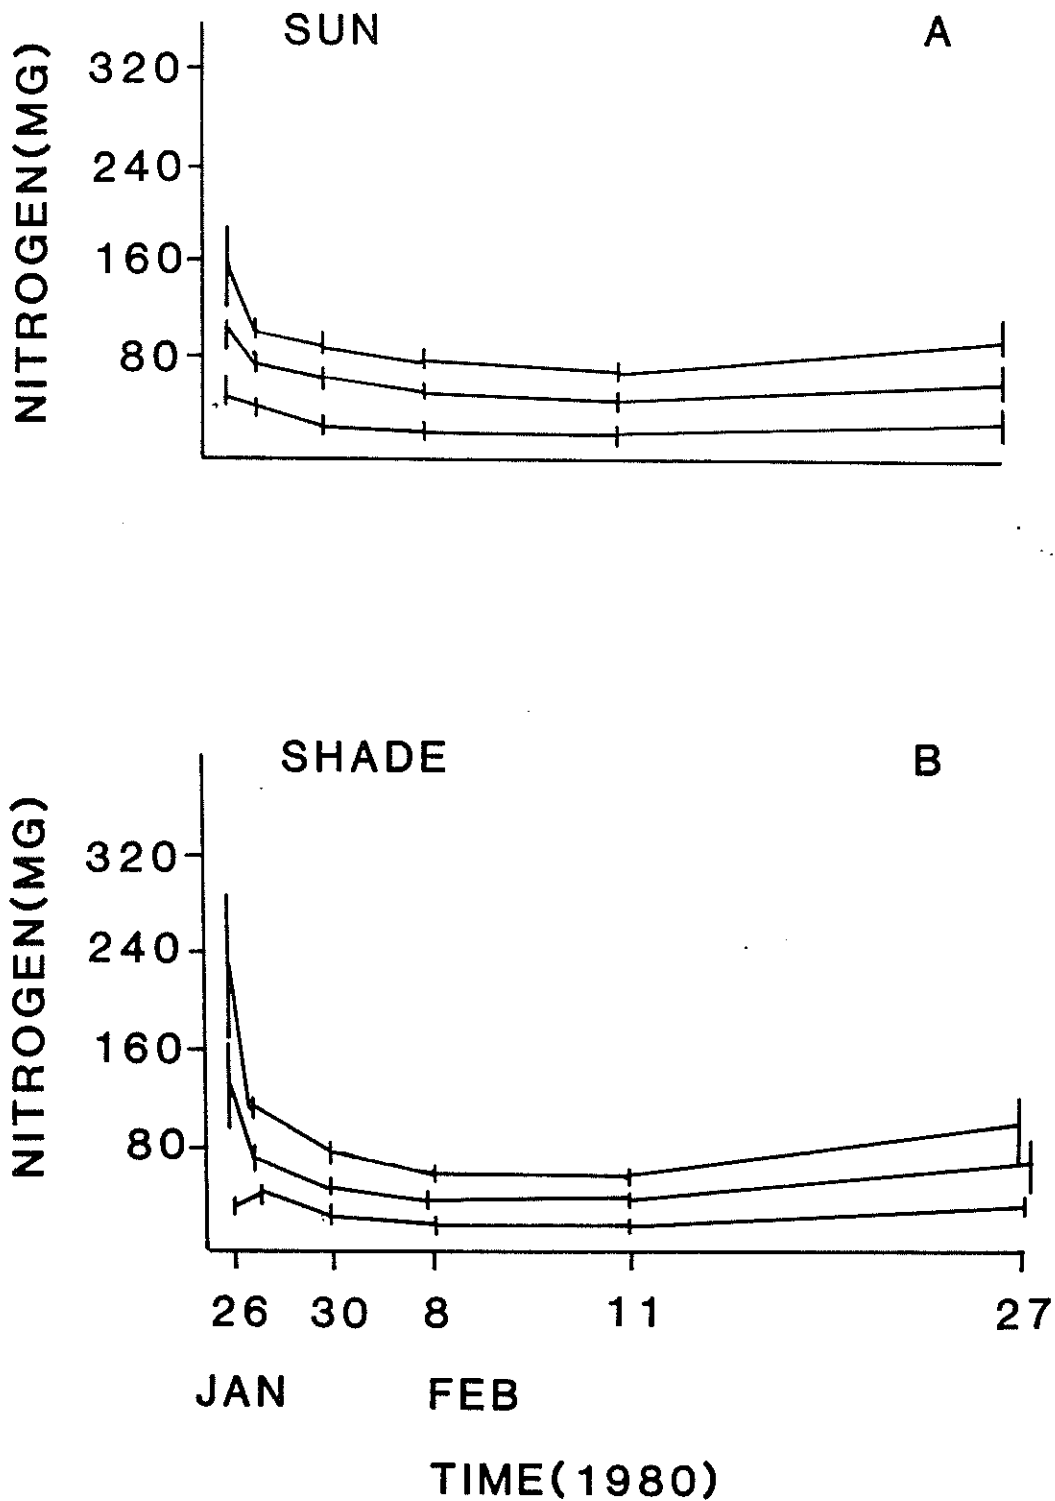 SUN A
NITROGEN(MG)
320
240
160
80
SHADE B
NITROGEN(MG)
320
240
160
80
26 30 8 11 27
JAN FEB
TIME(1980)